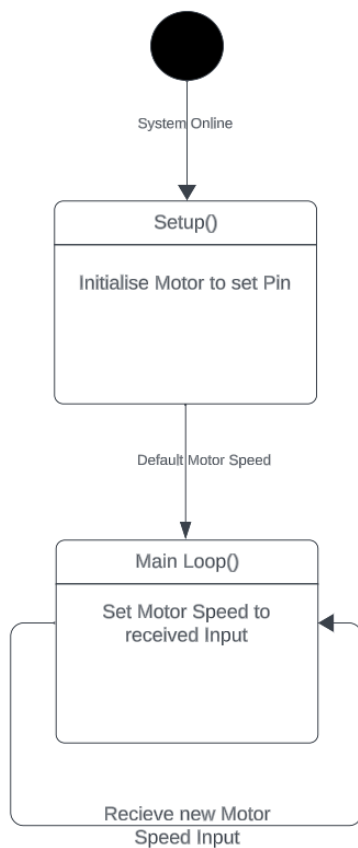 System Online
Setup()
Initialise Motor to set Pin
Default Motor Speed
Main Loop()
Set Motor Speed to
received Input
Recieve new Motor
Speed Input